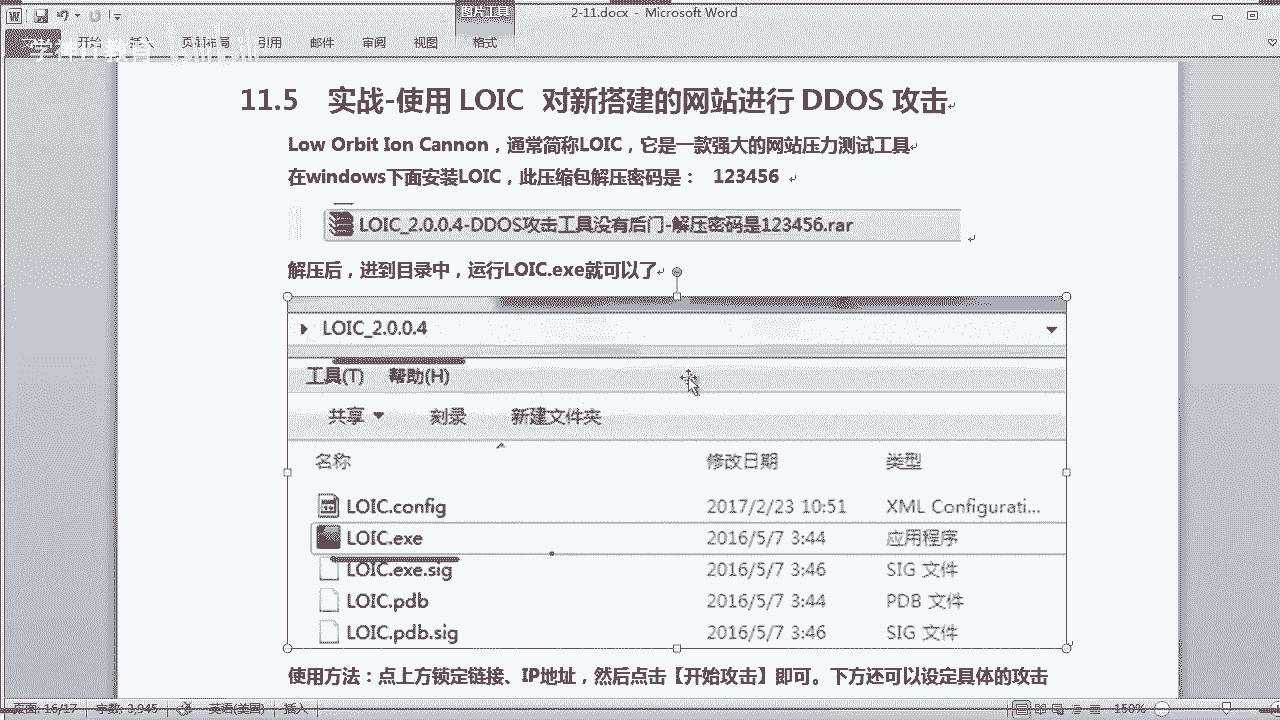 图片工具
2-11.docx - Microsoft Word
开始 插入 页面布局 引用 邮件 审阅 视图 格式
学神IT教育 bilibili
11.5 实战-使用 LOIC 对新搭建的网站进行 DDOS 攻击
Low Orbit Ion Cannon，通常简称LOIC，它是一款强大的网站压力测试工具
在windows下面安装LOIC，此压缩包解压密码是： 123456
LOIC_2.0.0.4-DDOS攻击工具没有后门-解压密码是123456.rar
解压后，进到目录中，运行LOIC.exe就可以了
LOIC_2.0.0.4
工具(T) 帮助(H)
共享 刻录 新建文件夹
名称 修改日期 类型
LOIC.config 2017/2/23 10:51 XML Configurati...
LOIC.exe 2016/5/7 3:44 应用程序
LOIC.exe.sig 2016/5/7 3:46 SIG 文件
LOIC.pdb 2016/5/7 3:44 PDB 文件
LOIC.pdb.sig 2016/5/7 3:46 SIG 文件
使用方法：点上方锁定链接、IP地址，然后点击【开始攻击】即可。下方还可以设定具体的攻击
页面: 16/17 字数: 3,945 英语(美国) 插入 150%